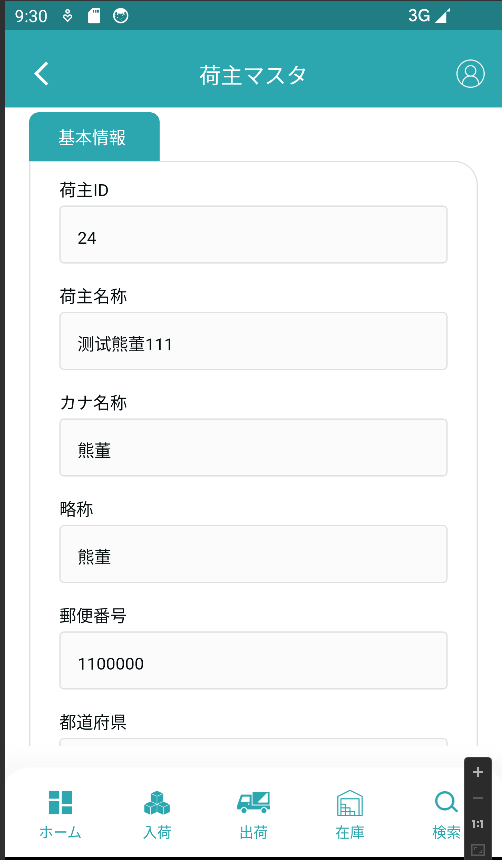 9:30
3G
荷主マスタ
基本情報
荷主ID
24
荷主名称
测试熊董111
カナ名称
熊董
略称
熊董
郵便番号
1100000
都道府県
ホーム
入荷
出荷
在庫
検索
1:1